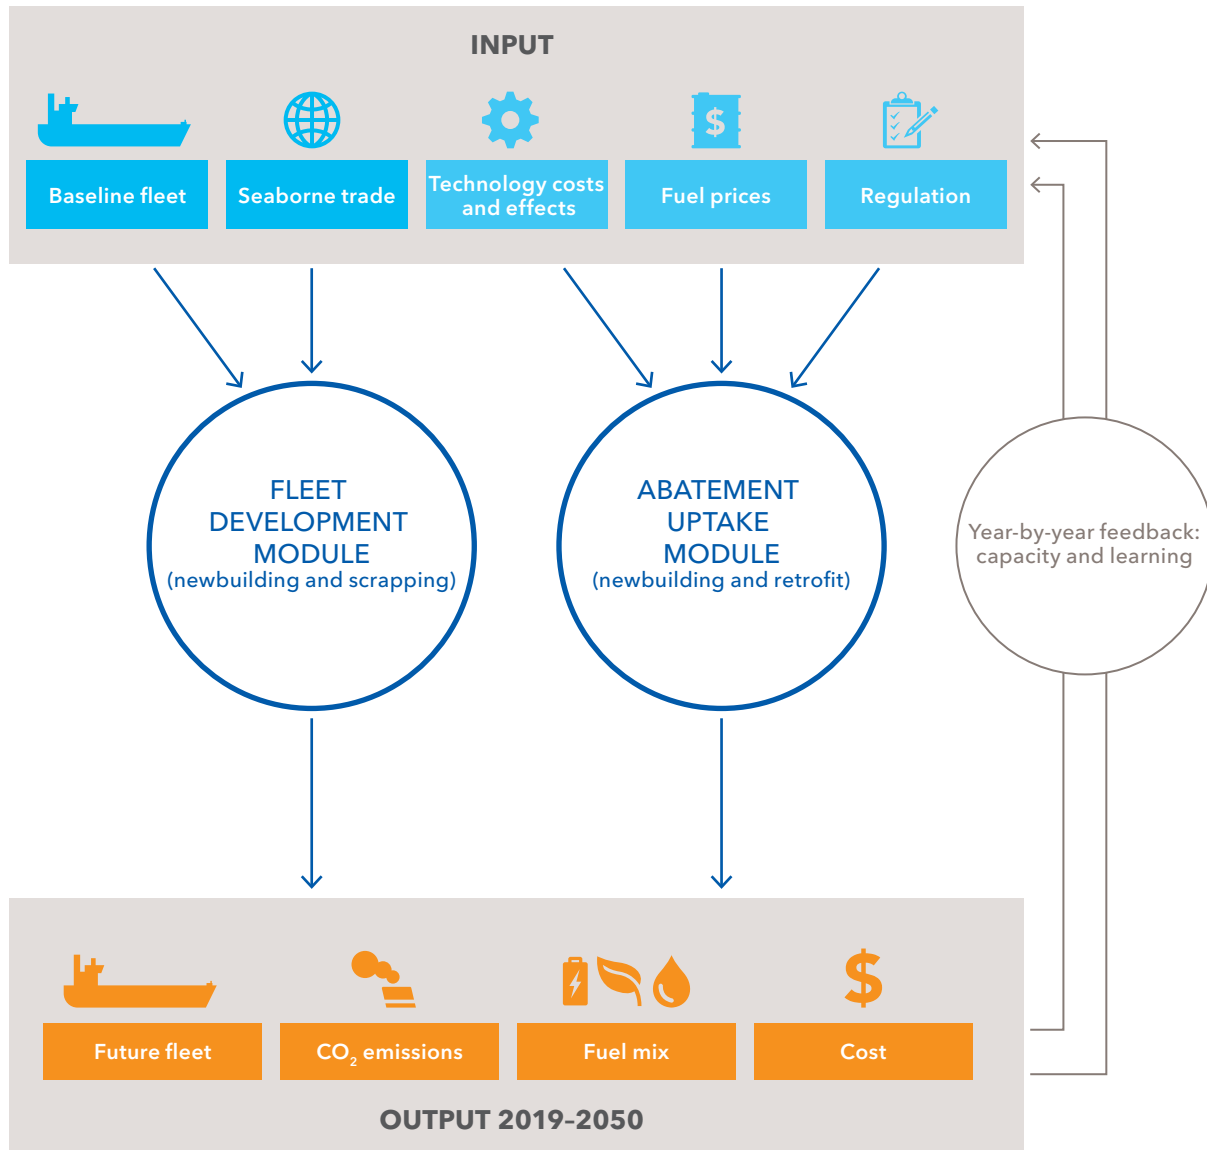 INPUT
Baseline fleet
Seaborne trade
Technology costs
and effects
Fuel prices
Regulation
$
FLEET
DEVELOPMENT
MODULE
(newbuilding and scrapping)
ABATEMENT
UPTAKE
MODULE
(newbuilding and retrofit)
Year-by-year feedback:
capacity and learning
$
Future fleet
CO₂ emissions
Fuel mix
Cost
OUTPUT 2019–2050